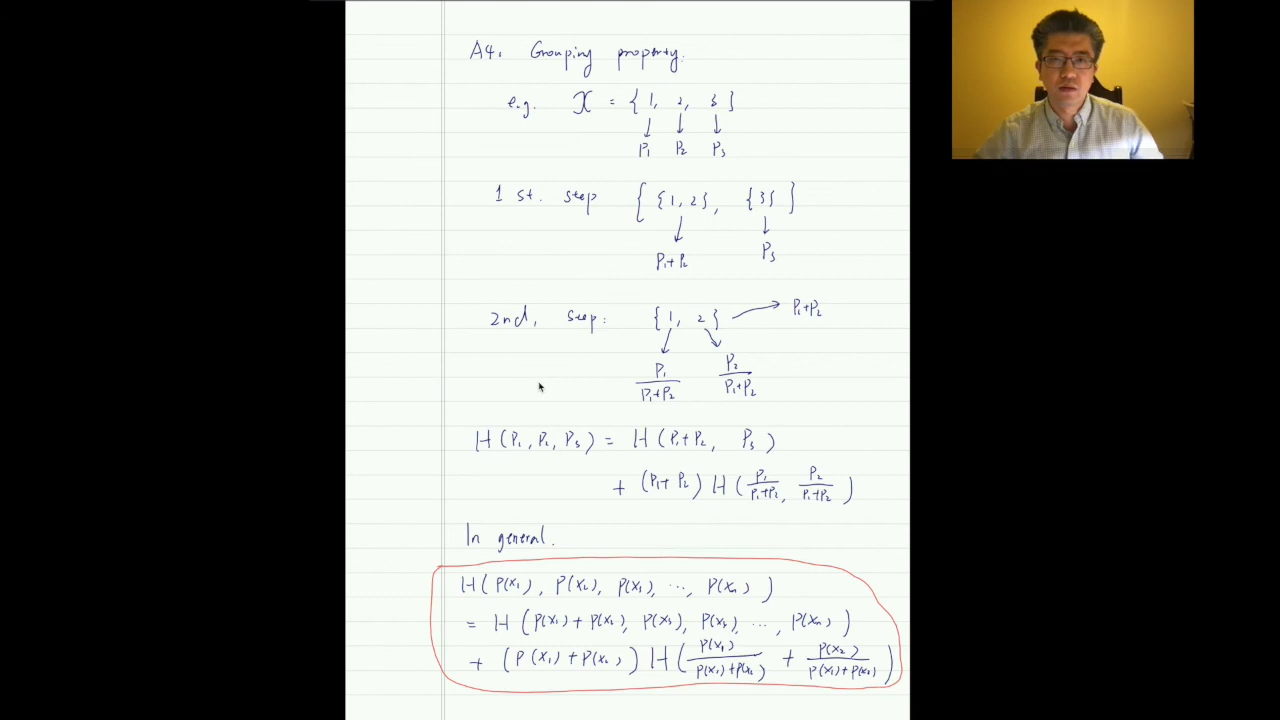 A4. Grouping property.
e.g. X = { 1, 2, 3 }
↓ ↓ ↓
P₁ P₂ P₃
1 st. step { {1, 2}, {3} }
↓ ↓
P₁+P₂ P₃
2nd. step: { 1, 2 } → P₁+P₂
↓ ↓
P₁/(P₁+P₂) P₂/(P₁+P₂)
H(P₁, P₂, P₃) = H(P₁+P₂, P₃)
+ (P₁+P₂) H(P₁/(P₁+P₂), P₂/(P₁+P₂))
In general.
H(P(x₁), P(x₂), P(x₃), ..., P(xₙ))
= H(P(x₁)+P(x₂), P(x₃), P(x₄), ..., P(xₙ))
+ (P(x₁)+P(x₂)) H(P(x₁)/(P(x₁)+P(x₂)) + P(x₂)/(P(x₁)+P(x₂)))